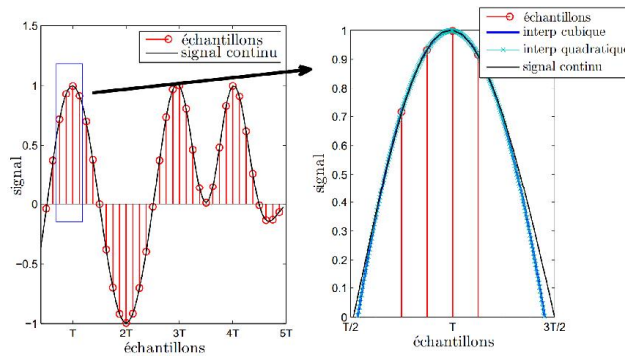 échantillons
signal continu
1.5
1
0.5
0
−0.5
−1
signal
T
2T
3T
4T
5T
échantillons
échantillons
interp cubique
interp quadratique
signal continu
1
0.9
0.8
0.7
0.6
0.5
0.4
0.3
0.2
0.1
0
signal
T/2
T
3T/2
échantillons